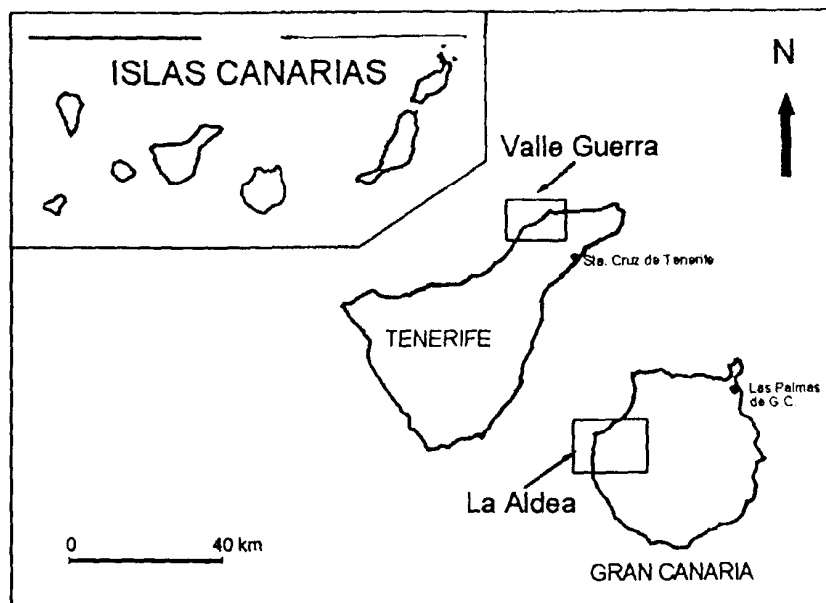 ISLAS CANARIAS
N
Valle Guerra
Sta. Cruz de Tenerife
TENERIFE
Las Palmas
de G.C.
La Aldea
0 40 km
GRAN CANARIA